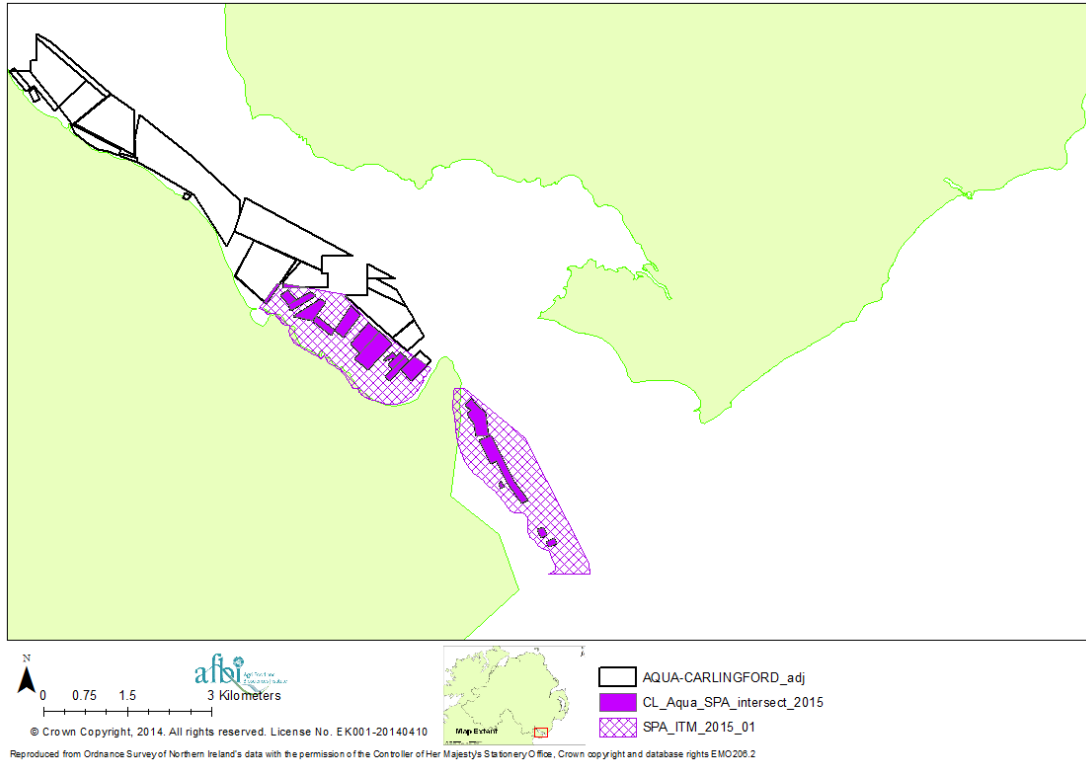 N
afbi
0 0.75 1.5 3 Kilometers
© Crown Copyright, 2014. All rights reserved. License No. EK001-20140410
Map Extent
AQUA-CARLINGFORD_adj
CL_Aqua_SPA_intersect_2015
SPA_ITM_2015_01
Reproduced from Ordnance Survey of Northern Ireland's data with the permission of the Controller of Her Majesty's Stationery Office, Crown copyright and database rights EMO206.2